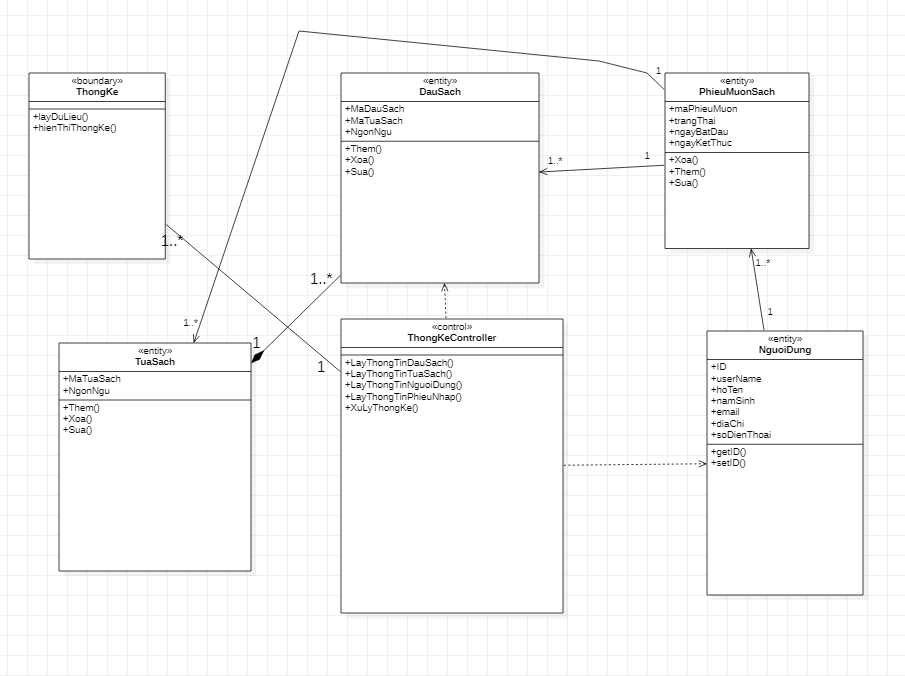 «boundary»
ThongKe
+layDuLieu()
+hienThiThongKe()
1..*
«entity»
DauSach
+MaDauSach
+MaTuaSach
+NgonNgu
+Them()
+Xoa()
+Sua()
1..*
1..*
1
1
«entity»
PhieuMuonSach
+maPhieuMuon
+trangThai
+ngayBatDau
+ngayKetThuc
+Xoa()
+Them()
+Sua()
1..*
1
1..*
1
«entity»
TuaSach
+MaTuaSach
+NgonNgu
+Them()
+Xoa()
+Sua()
1
«control»
ThongKeController
+LayThongTinDauSach()
+LayThongTinTuaSach()
+LayThongTinNguoiDung()
+LayThongTinPhieuNhap()
+XuLyThongKe()
«entity»
NguoiDung
+ID
+userName
+hoTen
+namSinh
+email
+diaChi
+soDienThoai
+getID()
+setID()